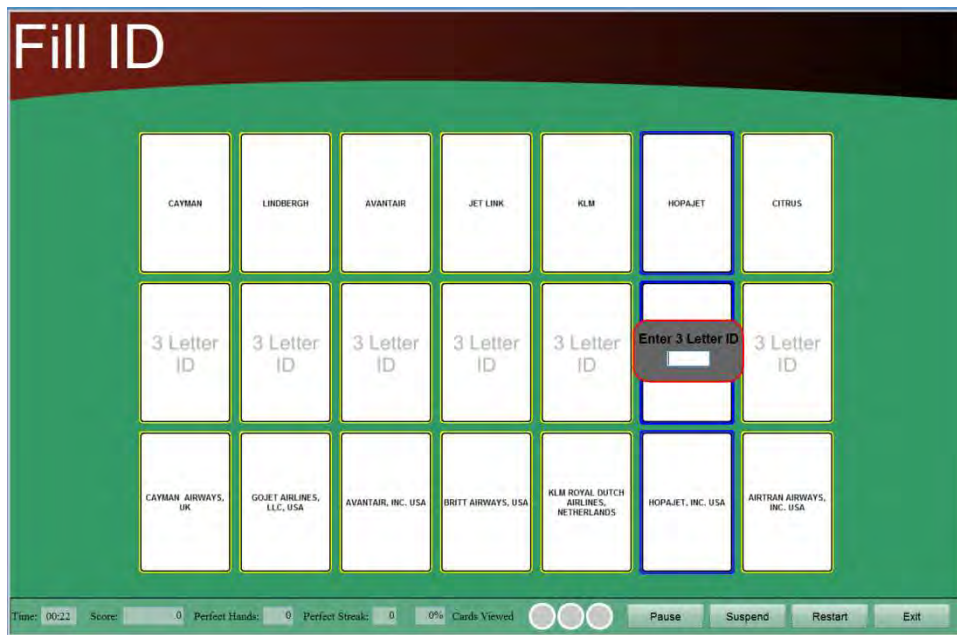 Fill ID
CAYMAN
LINDBERGH
AVANTAIR
JET LINK
KLM
HOPAJET
CITRUS
3 Letter
ID
3 Letter
ID
3 Letter
ID
3 Letter
ID
3 Letter
ID
Enter 3 Letter ID
3 Letter
ID
CAYMAN AIRWAYS,
UK
GOJET AIRLINES,
LLC, USA
AVANTAIR, INC. USA
BRITT AIRWAYS, USA
KLM ROYAL DUTCH
AIRLINES,
NETHERLANDS
HOPAJET, INC. USA
AIRTRAN AIRWAYS,
INC. USA
Time: 00:22 Score: 0 Perfect Hands: 0 Perfect Streak: 0 0% Cards Viewed Pause Suspend Restart Exit